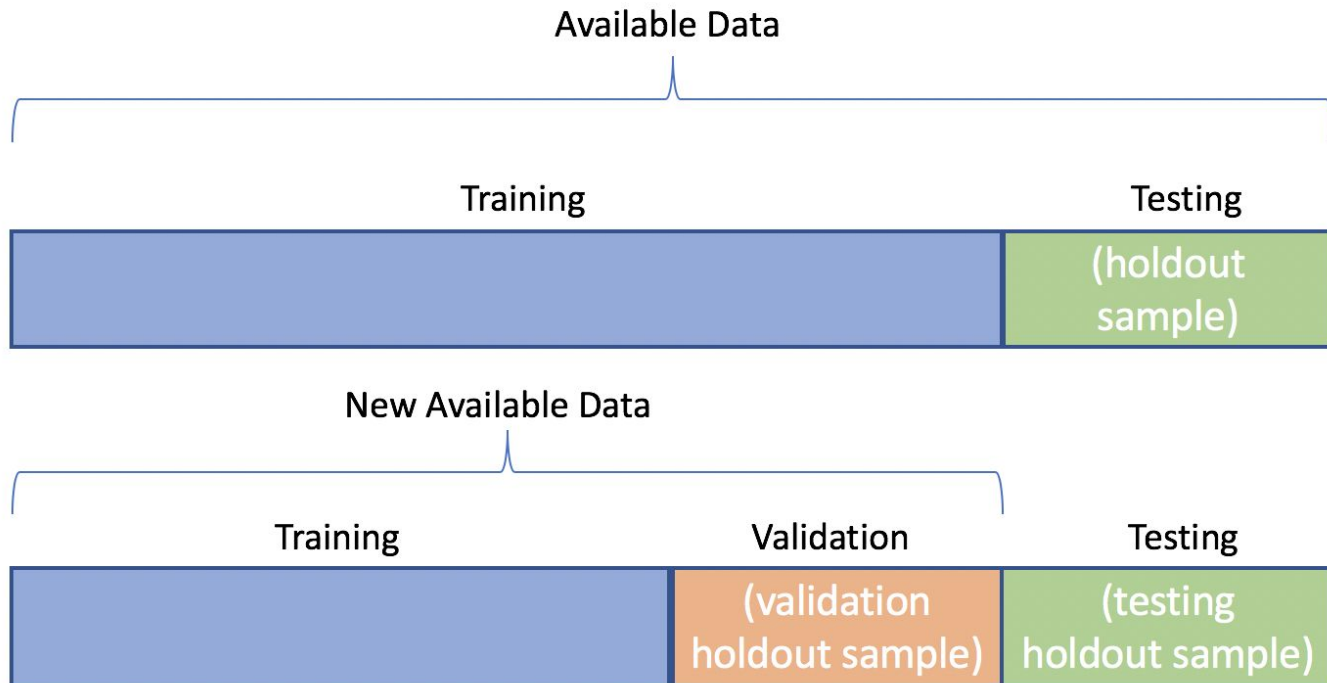 Available Data
Training Testing
(holdout
sample)
New Available Data
Training Validation Testing
(validation
holdout sample)
(testing
holdout sample)